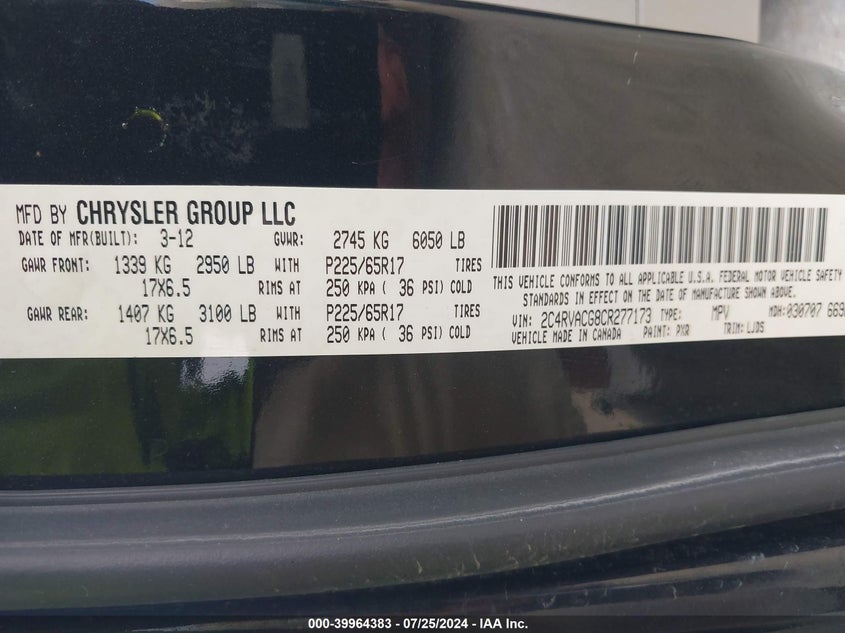 MFD BY CHRYSLER GROUP LLC
DATE OF MFR(BUILT): 3-12 GVWR: 2745 KG 6050 LB
GAWR FRONT: 1339 KG 2950 LB WITH P225/65R17 TIRES
17X6.5 RIMS AT 250 KPA ( 36 PSI) COLD
GAWR REAR: 1407 KG 3100 LB WITH P225/65R17 TIRES
17X6.5 RIMS AT 250 KPA ( 36 PSI) COLD
THIS VEHICLE CONFORMS TO ALL APPLICABLE U.S.A. FEDERAL MOTOR VEHICLE SAFETY
STANDARDS IN EFFECT ON THE DATE OF MANUFACTURE SHOWN ABOVE.
VIN: 2C4RVACG8CR277173 TYPE: MPV MDH:030707 669
VEHICLE MADE IN CANADA PAINT: PXR TRIM: LJDS
000-39964383 - 07/25/2024 - IAA Inc.